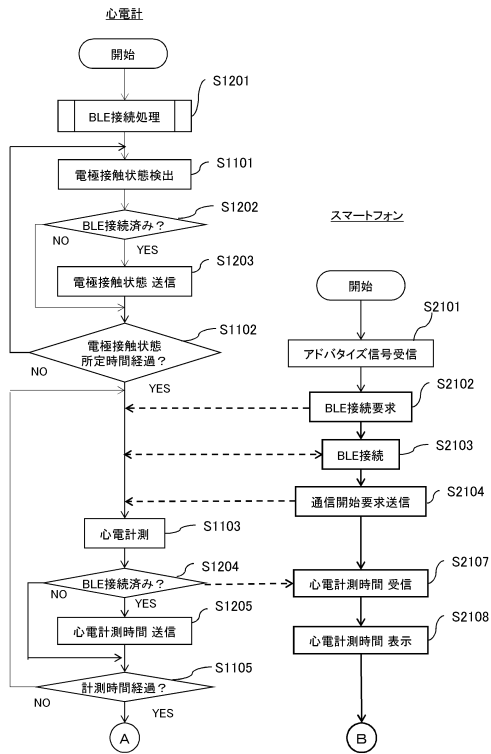 心電計
開始
S1201
BLE接続処理
S1101
電極接触状態検出
S1202
BLE接続済み？
NO
YES
S1203
電極接触状態 送信
S1102
電極接触状態
所定時間経過？
NO
YES
S1103
心電計測
S1204
BLE接続済み？
NO
YES
S1205
心電計測時間 送信
S1105
計測時間経過？
NO
YES
A
スマートフォン
開始
S2101
アドバタイズ信号受信
S2102
BLE接続要求
S2103
BLE接続
S2104
通信開始要求送信
S2107
心電計測時間 受信
S2108
心電計測時間 表示
B